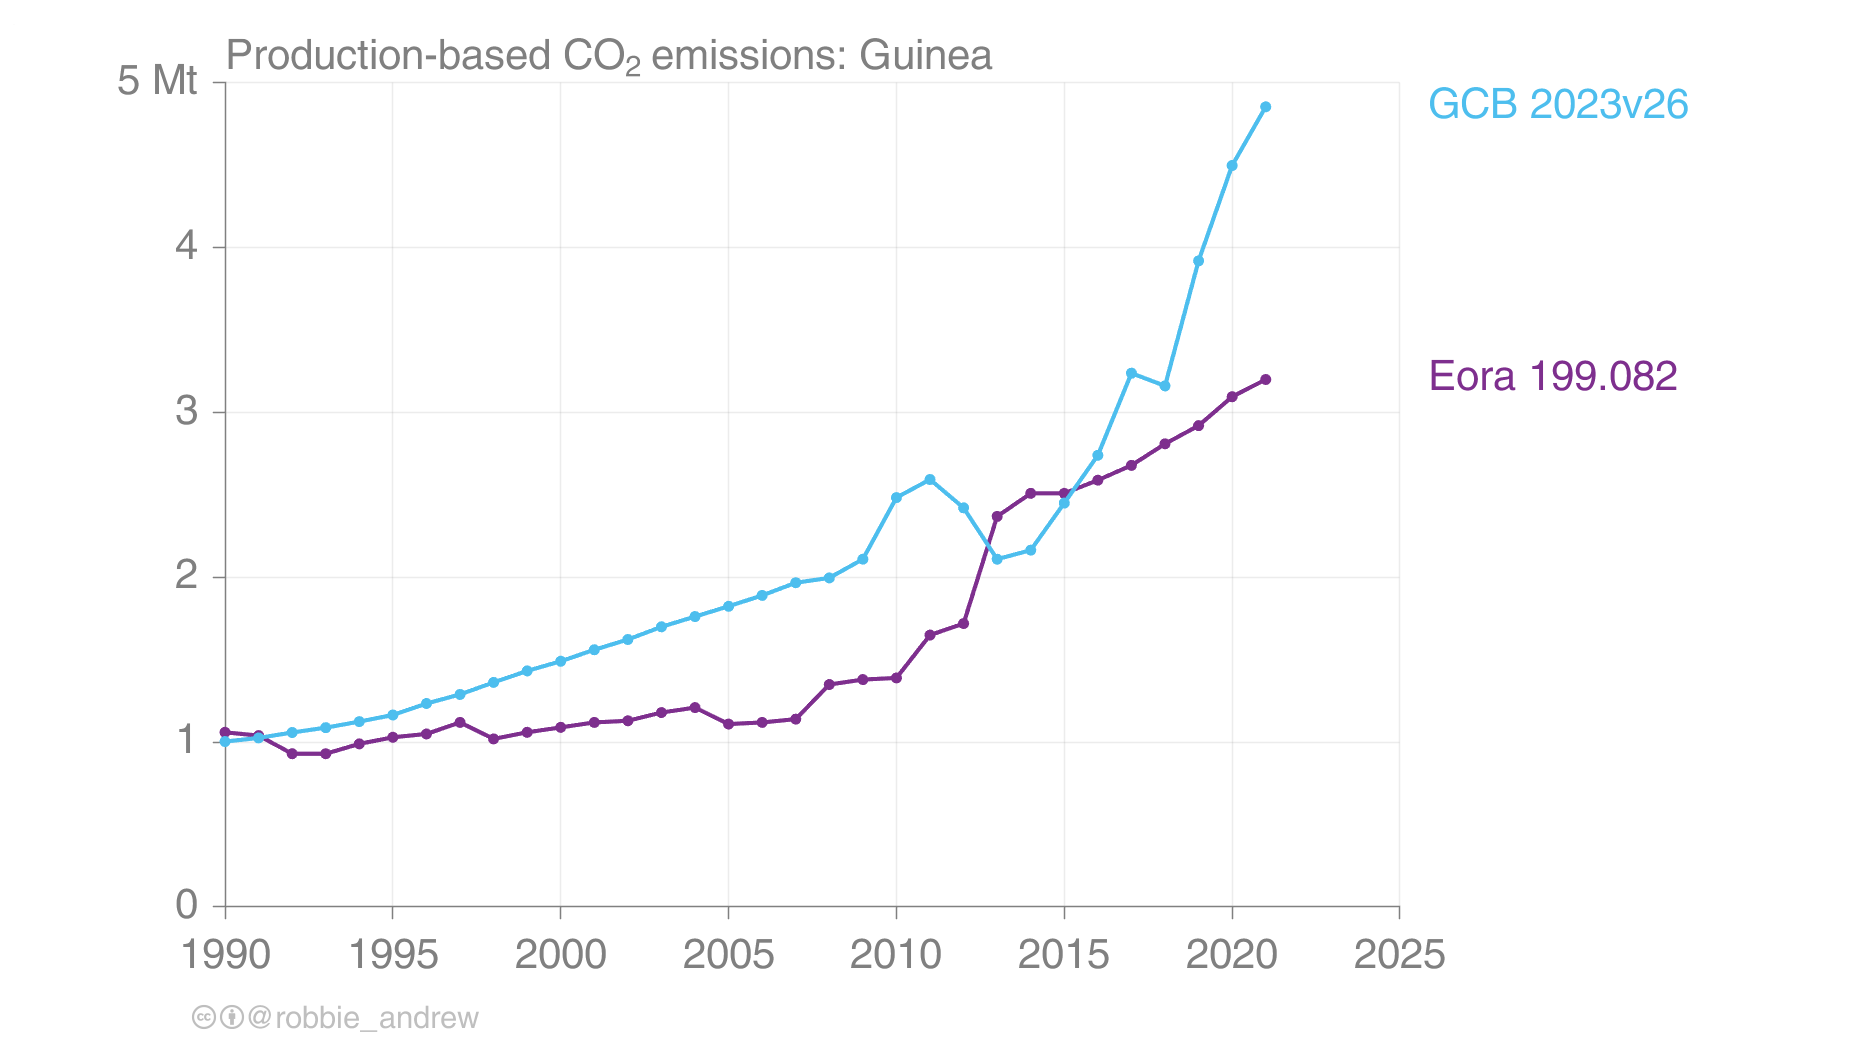 Production-based CO₂ emissions: Guinea
5 Mt
4
3
2
1
0
1990 1995 2000 2005 2010 2015 2020 2025
GCB 2023v26
Eora 199.082
@robbie_andrew